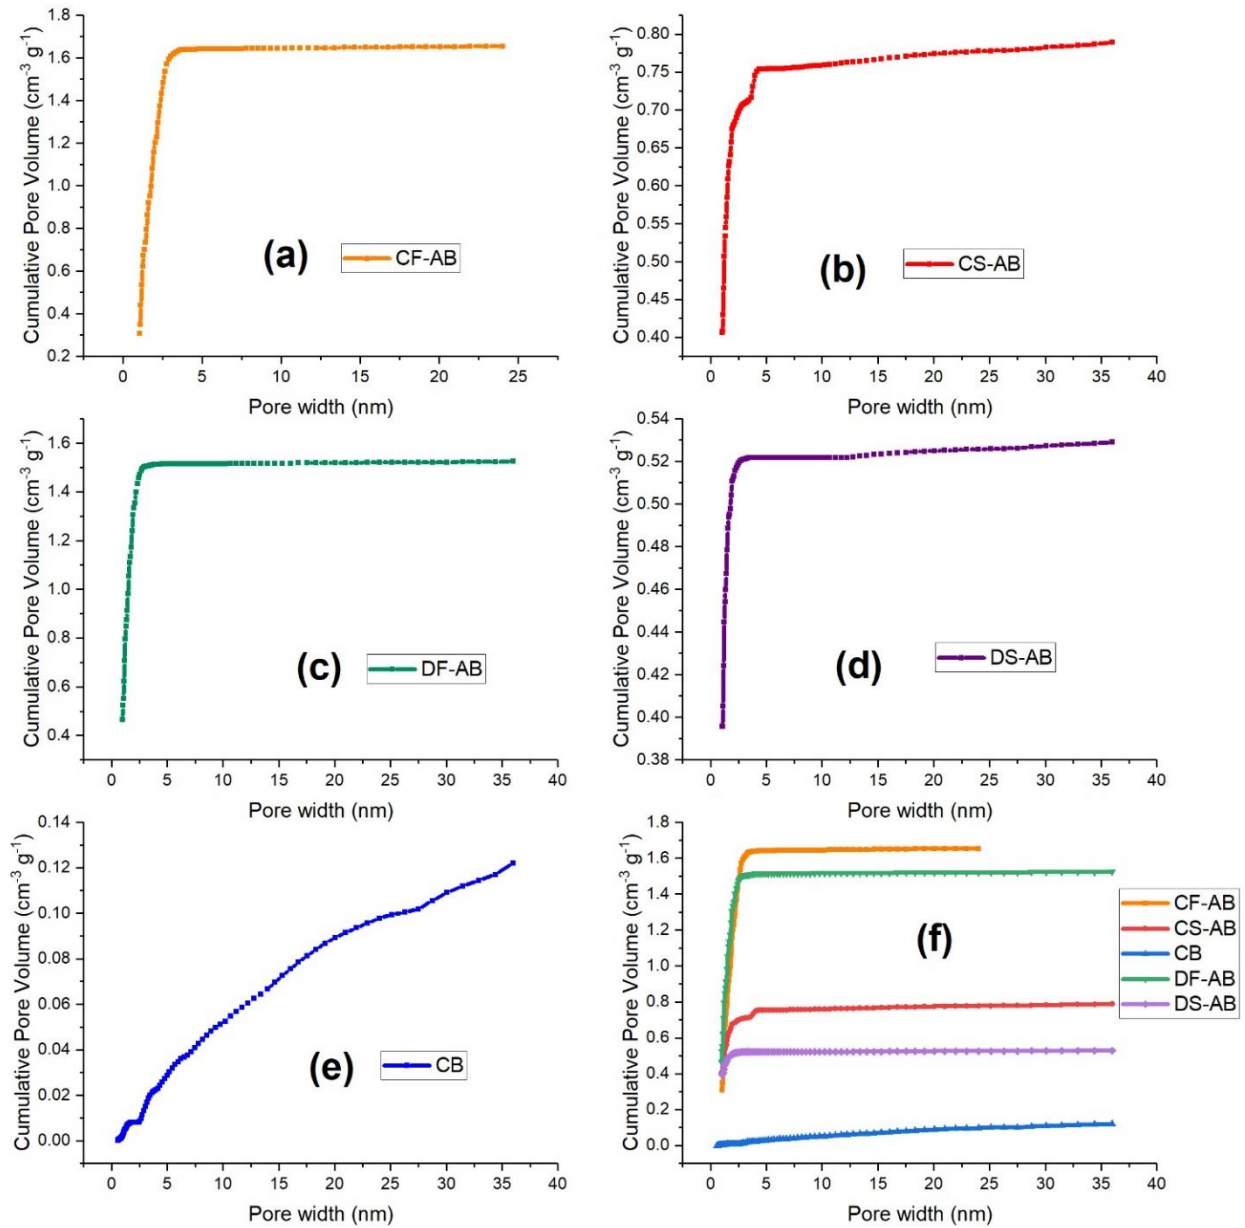 Cumulative Pore Volume (cm⁻³ g⁻¹)
1.8
1.6
1.4
1.2
1.0
0.8
0.6
0.4
0.2
(a)
CF-AB
0 5 10 15 20 25
Pore width (nm)
Cumulative Pore Volume (cm⁻³ g⁻¹)
0.80
0.75
0.70
0.65
0.60
0.55
0.50
0.45
0.40
(b)
CS-AB
0 5 10 15 20 25 30 35 40
Pore width (nm)
Cumulative Pore Volume (cm⁻³ g⁻¹)
1.6
1.4
1.2
1.0
0.8
0.6
0.4
(c)
DF-AB
0 5 10 15 20 25 30 35 40
Pore width (nm)
Cumulative Pore Volume (cm⁻³ g⁻¹)
0.54
0.52
0.50
0.48
0.46
0.44
0.42
0.40
0.38
(d)
DS-AB
0 5 10 15 20 25 30 35 40
Pore width (nm)
Cumulative Pore Volume (cm⁻³ g⁻¹)
0.14
0.12
0.10
0.08
0.06
0.04
0.02
0.00
(e)
CB
0 5 10 15 20 25 30 35 40
Pore width (nm)
Cumulative Pore Volume (cm⁻³ g⁻¹)
1.8
1.6
1.4
1.2
1.0
0.8
0.6
0.4
0.2
0.0
(f)
CF-AB
CS-AB
CB
DF-AB
DS-AB
0 5 10 15 20 25 30 35 40
Pore width (nm)